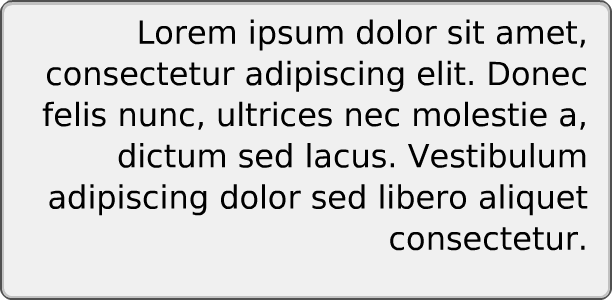 Lorem ipsum dolor sit amet,
consectetur adipiscing elit. Donec
felis nunc, ultrices nec molestie a,
dictum sed lacus. Vestibulum
adipiscing dolor sed libero aliquet
consectetur.